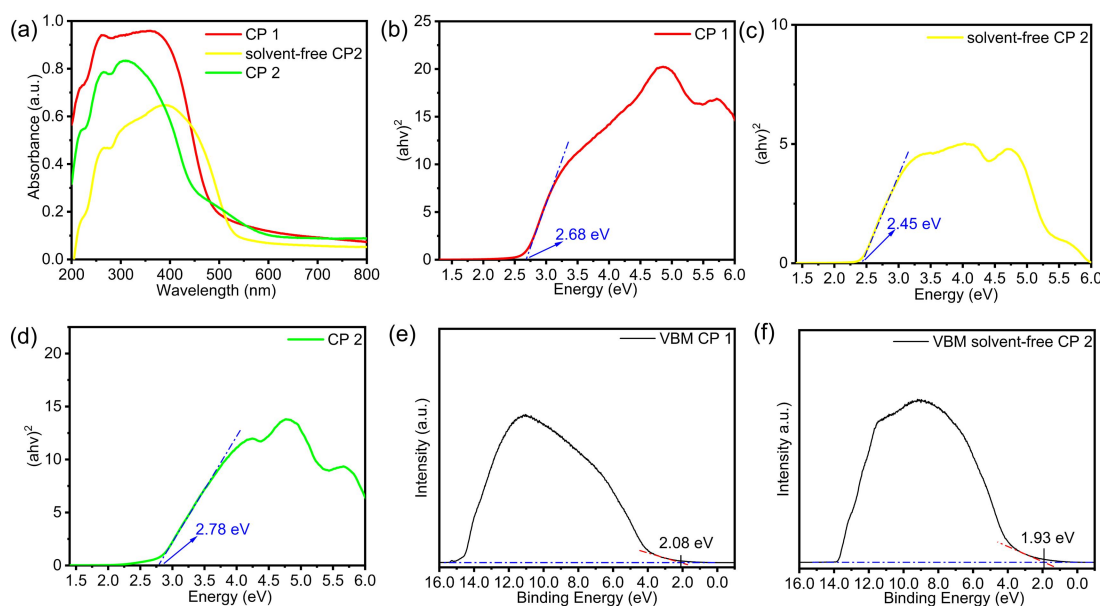 (a)
CP 1
solvent-free CP2
CP 2
1.0
0.8
0.6
0.4
0.2
0.0
Absorbance (a.u.)
200 300 400 500 600 700 800
Wavelength (nm)
(b)
CP 1
25
20
15
10
5
0
(ahv)²
2.68 eV
1.5 2.0 2.5 3.0 3.5 4.0 4.5 5.0 5.5 6.0
Energy (eV)
(c)
solvent-free CP 2
10
5
0
(ahv)²
2.45 eV
1.5 2.0 2.5 3.0 3.5 4.0 4.5 5.0 5.5 6.0
Energy (eV)
(d)
CP 2
20
15
10
5
0
(ahv)²
2.78 eV
1.5 2.0 2.5 3.0 3.5 4.0 4.5 5.0 5.5 6.0
Energy (eV)
(e)
VBM CP 1
Intensity (a.u.)
2.08 eV
16.0 14.0 12.0 10.0 8.0 6.0 4.0 2.0 0.0
Binding Energy (eV)
(f)
VBM solvent-free CP 2
Intensity a.u.)
1.93 eV
16.0 14.0 12.0 10.0 8.0 6.0 4.0 2.0 0.0
Binding Energy (eV)